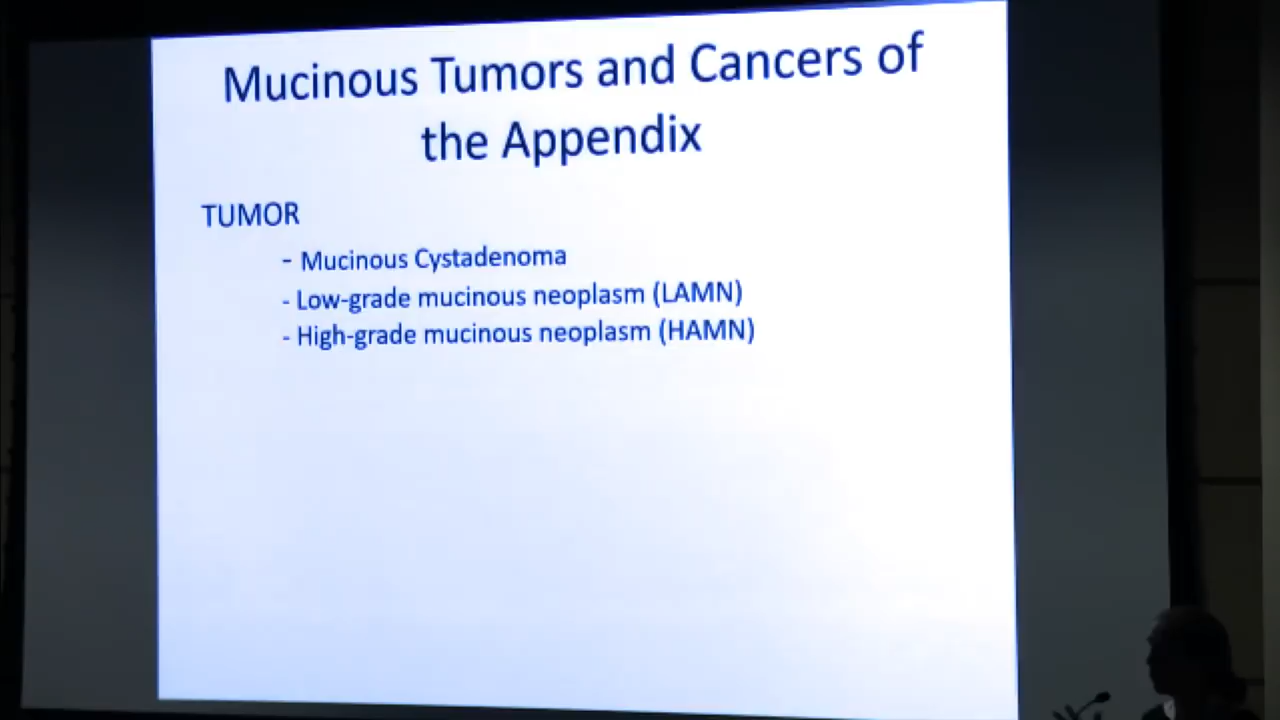 Mucinous Tumors and Cancers of
the Appendix
TUMOR
- Mucinous Cystadenoma
- Low-grade mucinous neoplasm (LAMN)
- High-grade mucinous neoplasm (HAMN)